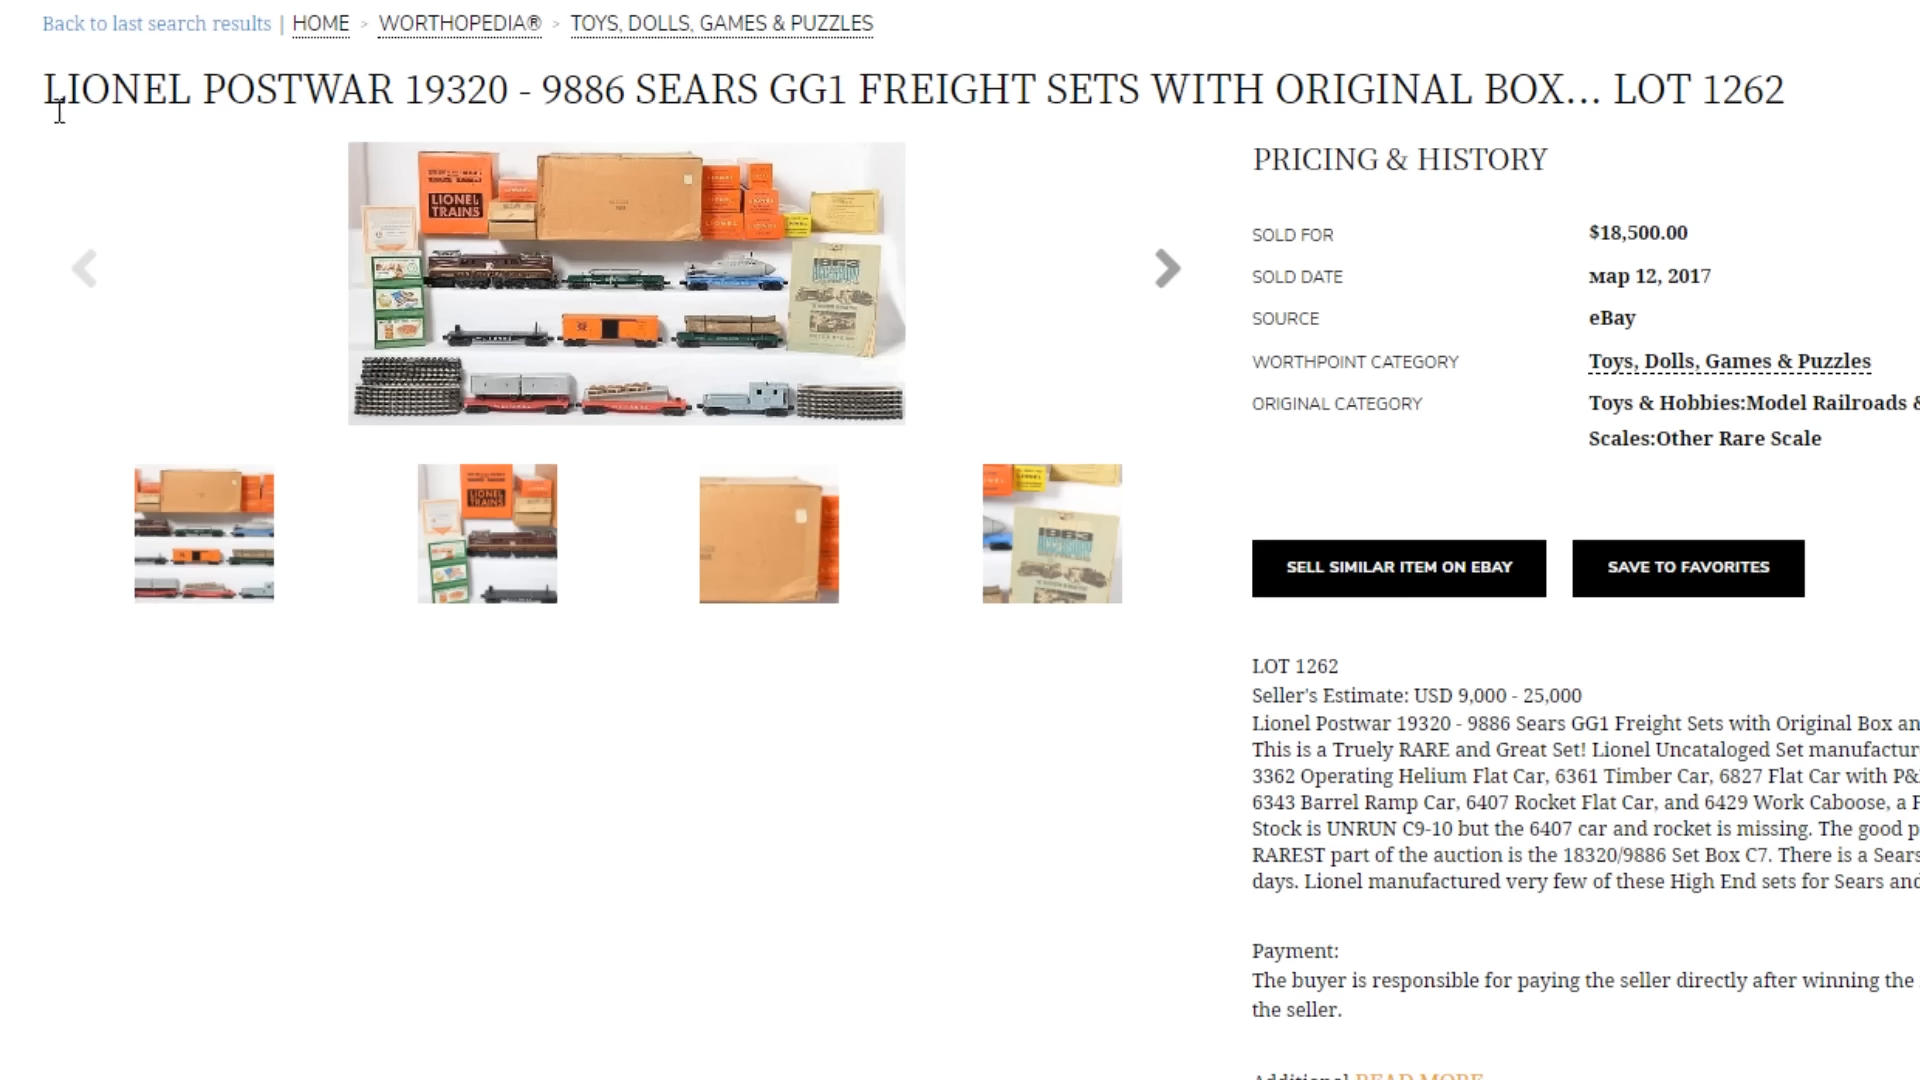 Back to last search results | HOME > WORTHOPEDIA® > TOYS, DOLLS, GAMES & PUZZLES
LIONEL POSTWAR 19320 - 9886 SEARS GG1 FREIGHT SETS WITH ORIGINAL BOX... LOT 1262
LIONEL
TRAINS
1963
PRICING & HISTORY
SOLD FOR $18,500.00
SOLD DATE Мар 12, 2017
SOURCE eBay
WORTHPOINT CATEGORY Toys, Dolls, Games & Puzzles
ORIGINAL CATEGORY Toys & Hobbies:Model Railroads &
Scales:Other Rare Scale
LIONEL
TRAINS
1963
SELL SIMILAR ITEM ON EBAY
SAVE TO FAVORITES
LOT 1262
Seller's Estimate: USD 9,000 - 25,000
Lionel Postwar 19320 - 9886 Sears GG1 Freight Sets with Original Box an
This is a Truely RARE and Great Set! Lionel Uncataloged Set manufactur
3362 Operating Helium Flat Car, 6361 Timber Car, 6827 Flat Car with P&
6343 Barrel Ramp Car, 6407 Rocket Flat Car, and 6429 Work Caboose, a
Stock is UNRUN C9-10 but the 6407 car and rocket is missing. The good p
RAREST part of the auction is the 18320/9886 Set Box C7. There is a Sears
days. Lionel manufactured very few of these High End sets for Sears and
Payment:
The buyer is responsible for paying the seller directly after winning the
the seller.
Additional READ MORE